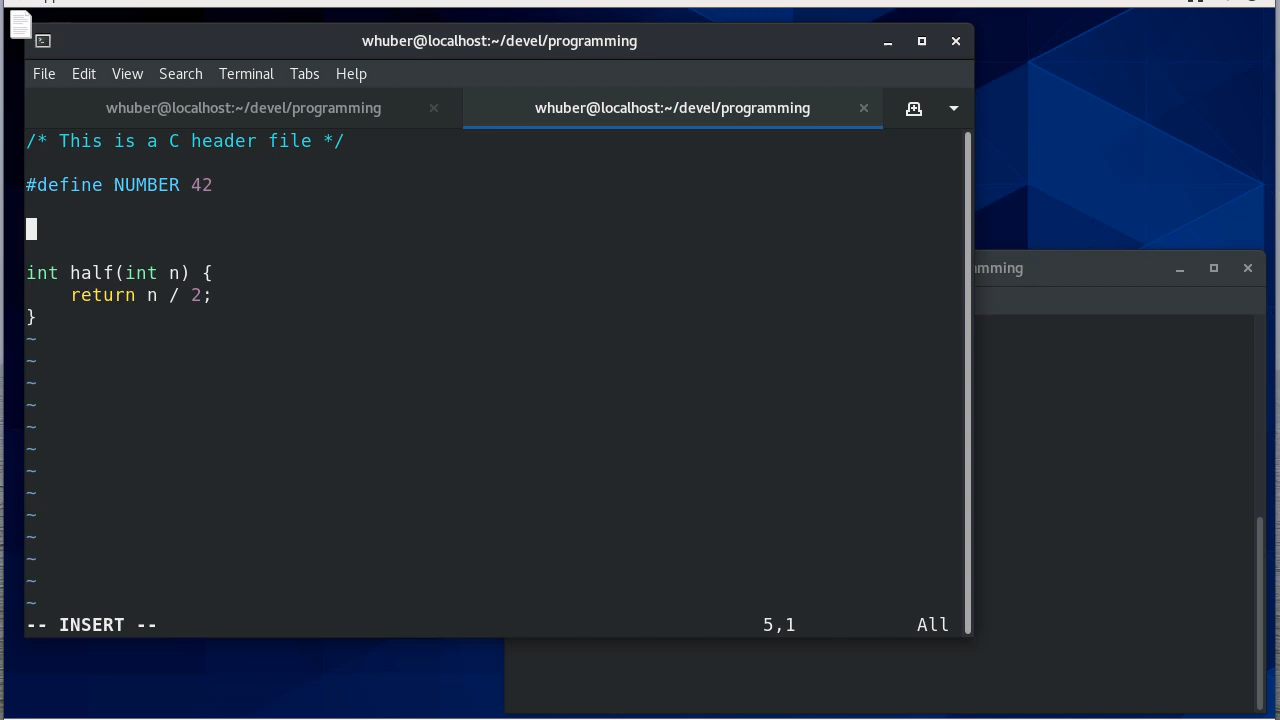 whuber@localhost:~/devel/programming
File Edit View Search Terminal Tabs Help
whuber@localhost:~/devel/programming whuber@localhost:~/devel/programming
/* This is a C header file */
#define NUMBER 42
int half(int n) {
    return n / 2;
}
~
~
~
~
~
~
~
~
~
~
~
~
~
-- INSERT -- 5,1 All